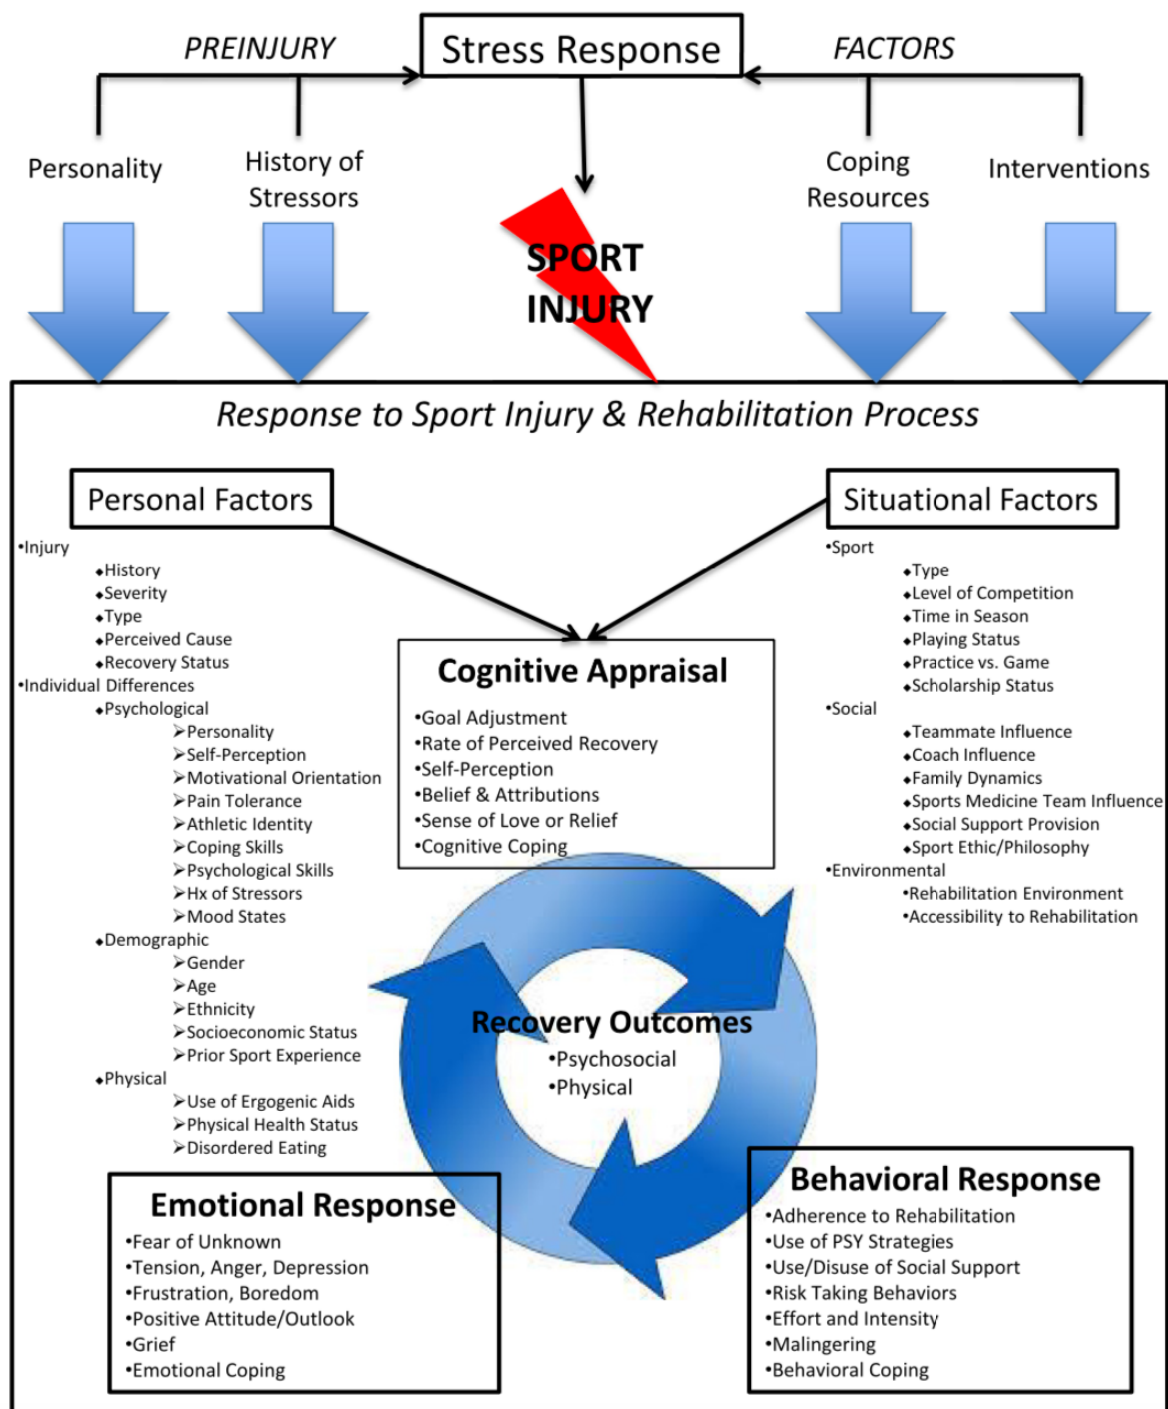 PREINJURY
Stress Response
FACTORS
Personality
History of
Stressors
Coping
Resources
Interventions
SPORT
INJURY
Response to Sport Injury & Rehabilitation Process
Personal Factors
•Injury
◆History
◆Severity
◆Type
◆Perceived Cause
◆Recovery Status
•Individual Differences
◆Psychological
➢Personality
➢Self-Perception
➢Motivational Orientation
➢Pain Tolerance
➢Athletic Identity
➢Coping Skills
➢Psychological Skills
➢Hx of Stressors
➢Mood States
◆Demographic
➢Gender
➢Age
➢Ethnicity
➢Socioeconomic Status
➢Prior Sport Experience
◆Physical
➢Use of Ergogenic Aids
➢Physical Health Status
➢Disordered Eating
Situational Factors
•Sport
◆Type
◆Level of Competition
◆Time in Season
◆Playing Status
◆Practice vs. Game
◆Scholarship Status
•Social
◆Teammate Influence
◆Coach Influence
◆Family Dynamics
◆Sports Medicine Team Influence
◆Social Support Provision
◆Sport Ethic/Philosophy
•Environmental
•Rehabilitation Environment
•Accessibility to Rehabilitation
Cognitive Appraisal
•Goal Adjustment
•Rate of Perceived Recovery
•Self-Perception
•Belief & Attributions
•Sense of Love or Relief
•Cognitive Coping
Recovery Outcomes
•Psychosocial
•Physical
Emotional Response
•Fear of Unknown
•Tension, Anger, Depression
•Frustration, Boredom
•Positive Attitude/Outlook
•Grief
•Emotional Coping
Behavioral Response
•Adherence to Rehabilitation
•Use of PSY Strategies
•Use/Disuse of Social Support
•Risk Taking Behaviors
•Effort and Intensity
•Malingering
•Behavioral Coping